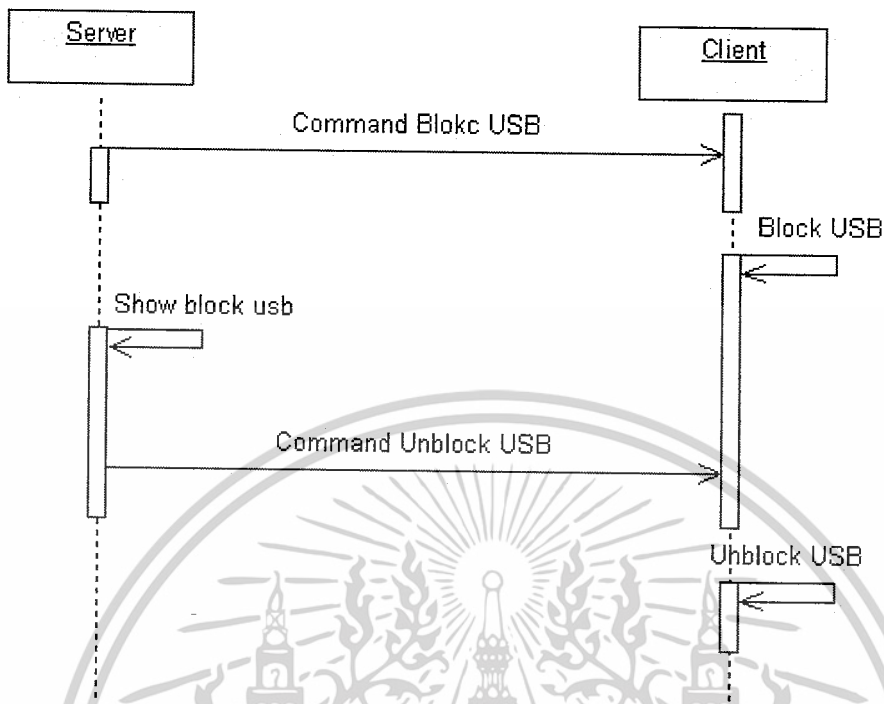 Server
Client
Command Blokc USB
Block USB
Show block usb
Command Unblock USB
Unblock USB